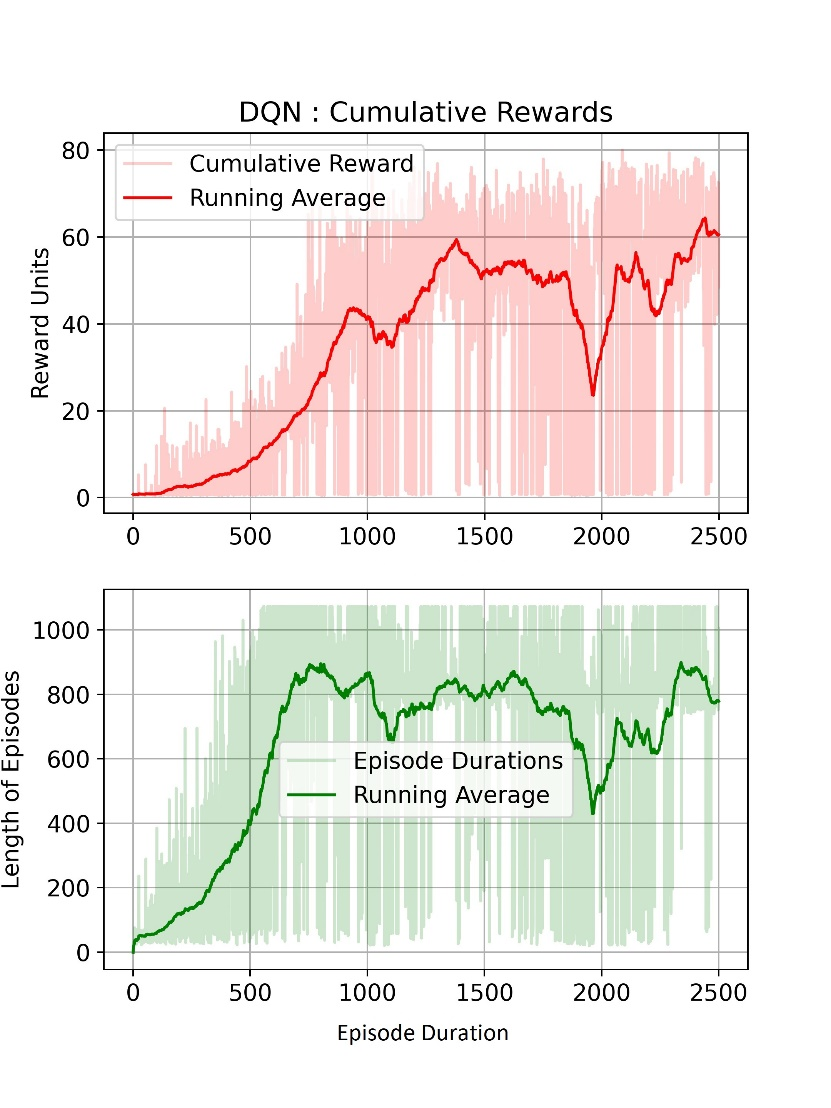 DQN : Cumulative Rewards
80
60
40
20
0
Reward Units
Cumulative Reward
Running Average
0 500 1000 1500 2000 2500
1000
800
600
400
200
0
Length of Episodes
Episode Durations
Running Average
0 500 1000 1500 2000 2500
Episode Duration